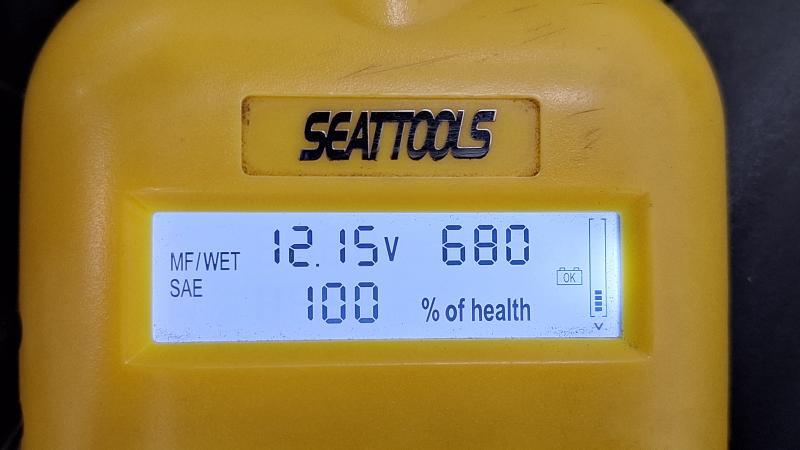 SEATTOOLS
MF/WET 12.15V 680
SAE 100 % of health
OK
V